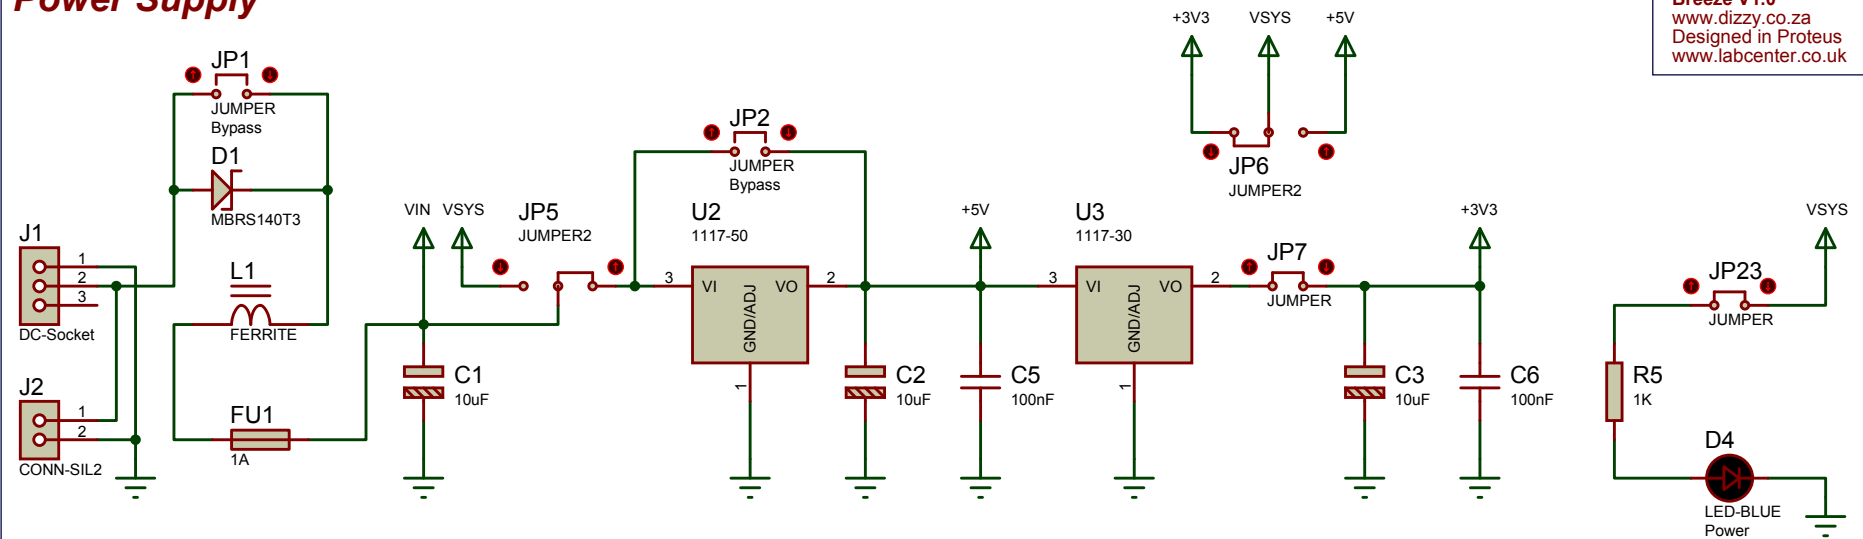 Power Supply
Breeze V1.0
www.dizzy.co.za
Designed in Proteus
www.labcenter.co.uk
+3V3 VSYS +5V
JP6
JUMPER2
JP1
JUMPER
Bypass
D1
MBRS140T3
J1
1
2
3
DC-Socket
L1
FERRITE
J2
1
2
CONN-SIL2
FU1
1A
VIN VSYS
JP5
JUMPER2
C1
10uF
JP2
JUMPER
Bypass
U2
1117-50
3 VI VO 2
GND/ADJ
1
C2
10uF
+5V
C5
100nF
U3
1117-30
3 VI VO 2
GND/ADJ
1
JP7
JUMPER
+3V3
C3
10uF
C6
100nF
VSYS
JP23
JUMPER
R5
1K
D4
LED-BLUE
Power